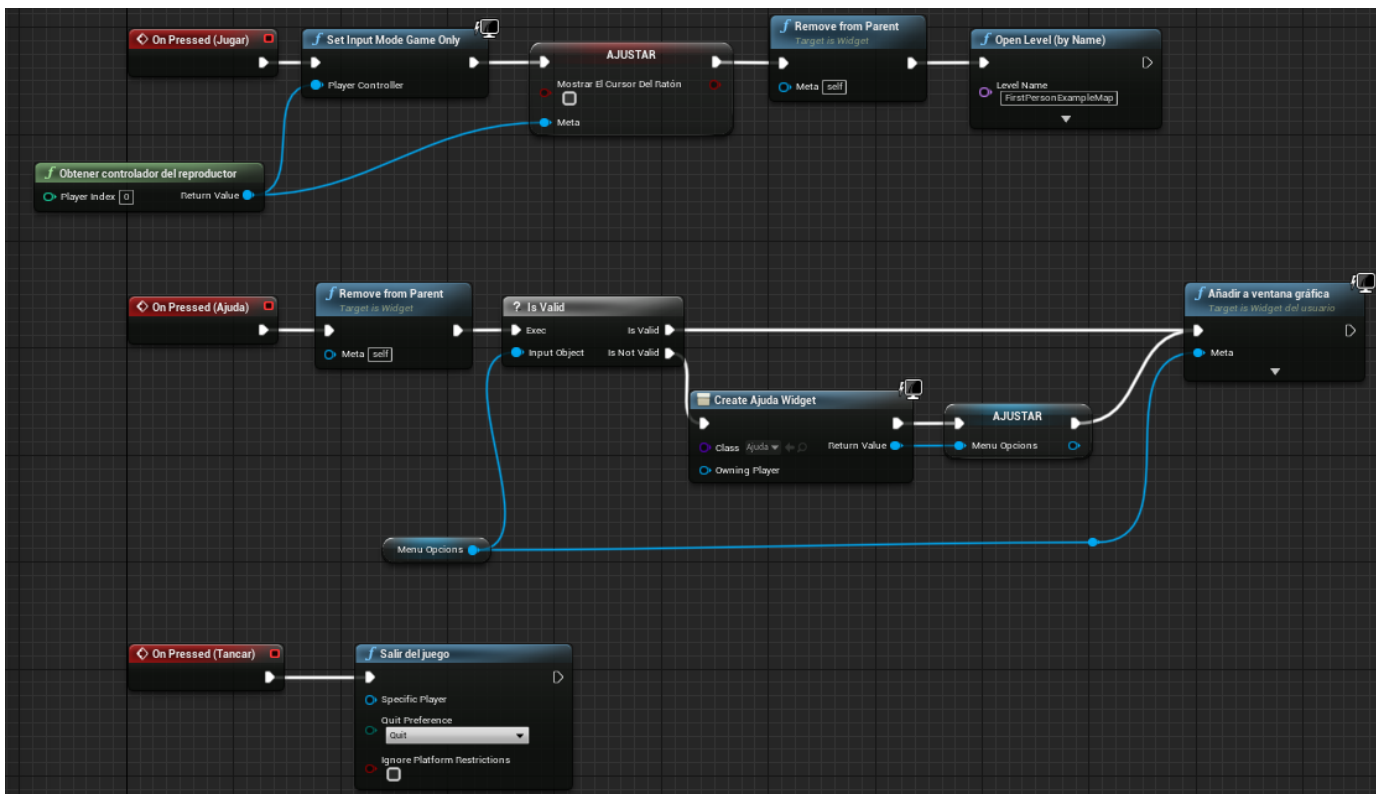 On Pressed (Jugar)
Set Input Mode Game Only
Player Controller
AJUSTAR
Mostrar El Cursor Del Ratón
Meta
Remove from Parent
Target is Widget
Meta self
Open Level (by Name)
Level Name
FirstPersonExampleMap
Obtener controlador del reproductor
Player Index 0 Return Value
On Pressed (Ajuda)
Remove from Parent
Target is Widget
Meta self
? Is Valid
Exec Is Valid
Input Object Is Not Valid
Create Ajuda Widget
Class Ajuda Return Value
Owning Player
AJUSTAR
Menu Opcions
Añadir a ventana gráfica
Target is Widget del usuario
Meta
Menu Opcions
On Pressed (Tancar)
Salir del juego
Specific Player
Quit Preference
Quit
Ignore Platform Restrictions